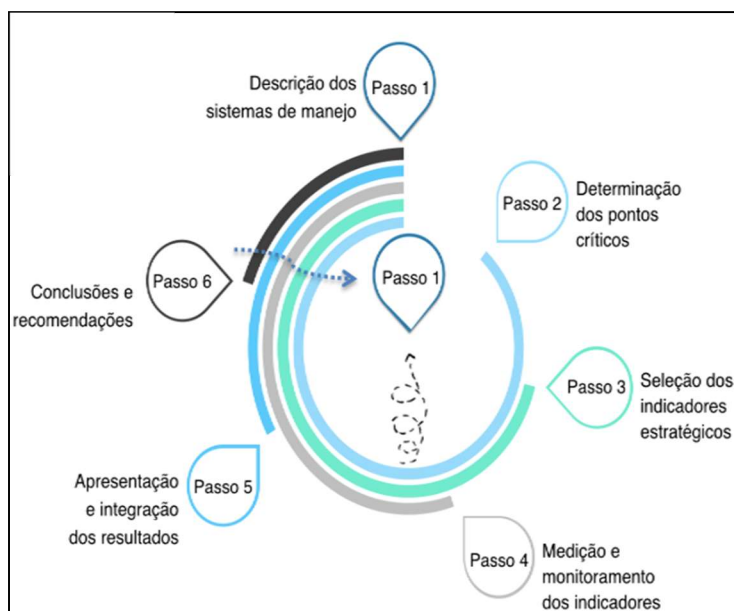 Descrição dos
sistemas de manejo
Passo 1
Passo 2
Determinação
dos pontos
críticos
Passo 3
Seleção dos
indicadores
estratégicos
Passo 4
Medição e
monitoramento
dos indicadores
Passo 5
Apresentação
e integração
dos resultados
Passo 6
Conclusões e
recomendações
Passo 1